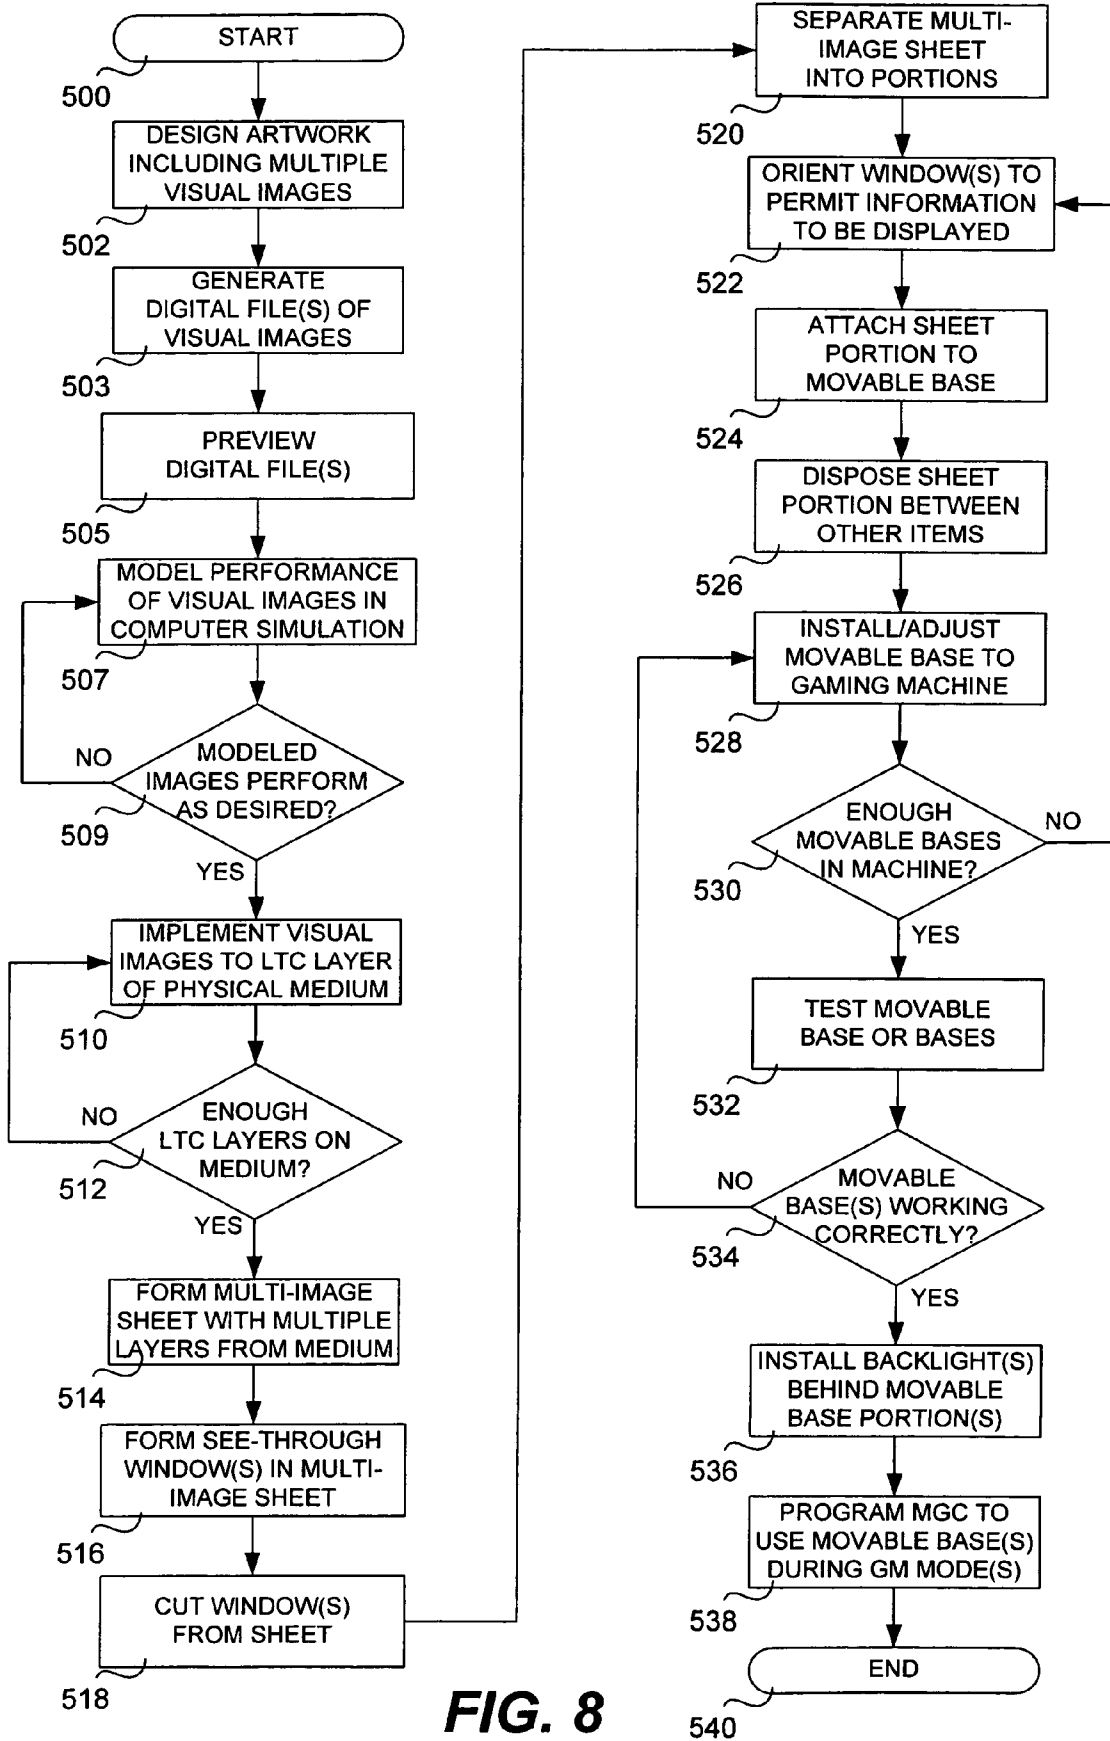 START
500
DESIGN ARTWORK
INCLUDING MULTIPLE
VISUAL IMAGES
502
GENERATE
DIGITAL FILE(S) OF
VISUAL IMAGES
503
PREVIEW
DIGITAL FILE(S)
505
MODEL PERFORMANCE
OF VISUAL IMAGES IN
COMPUTER SIMULATION
507
NO
MODELED
IMAGES PERFORM
AS DESIRED?
509
YES
IMPLEMENT VISUAL
IMAGES TO LTC LAYER
OF PHYSICAL MEDIUM
510
NO
ENOUGH
LTC LAYERS ON
MEDIUM?
512
YES
FORM MULTI-IMAGE
SHEET WITH MULTIPLE
LAYERS FROM MEDIUM
514
FORM SEE-THROUGH
WINDOW(S) IN MULTI-
IMAGE SHEET
516
CUT WINDOW(S)
FROM SHEET
518
SEPARATE MULTI-
IMAGE SHEET
INTO PORTIONS
520
ORIENT WINDOW(S) TO
PERMIT INFORMATION
TO BE DISPLAYED
522
ATTACH SHEET
PORTION TO
MOVABLE BASE
524
DISPOSE SHEET
PORTION BETWEEN
OTHER ITEMS
526
INSTALL/ADJUST
MOVABLE BASE TO
GAMING MACHINE
528
ENOUGH
MOVABLE BASES
IN MACHINE?
NO
530
YES
TEST MOVABLE
BASE OR BASES
532
NO
MOVABLE
BASE(S) WORKING
CORRECTLY?
534
YES
INSTALL BACKLIGHT(S)
BEHIND MOVABLE
BASE PORTION(S)
536
PROGRAM MGC TO
USE MOVABLE BASE(S)
DURING GM MODE(S)
538
END
540
FIG. 8